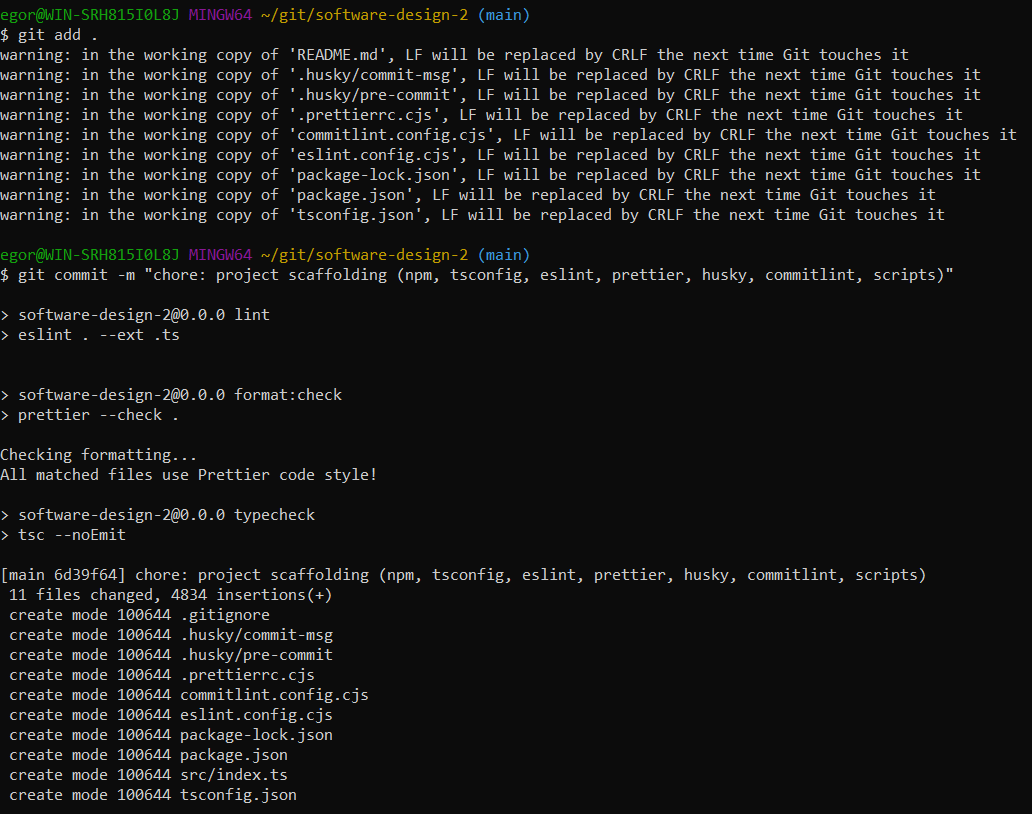 egor@WIN-SRH815I0L8J MINGW64 ~/git/software-design-2 (main)
$ git add .
warning: in the working copy of 'README.md', LF will be replaced by CRLF the next time Git touches it
warning: in the working copy of '.husky/commit-msg', LF will be replaced by CRLF the next time Git touches it
warning: in the working copy of '.husky/pre-commit', LF will be replaced by CRLF the next time Git touches it
warning: in the working copy of '.prettierrc.cjs', LF will be replaced by CRLF the next time Git touches it
warning: in the working copy of 'commitlint.config.cjs', LF will be replaced by CRLF the next time Git touches it
warning: in the working copy of 'eslint.config.cjs', LF will be replaced by CRLF the next time Git touches it
warning: in the working copy of 'package-lock.json', LF will be replaced by CRLF the next time Git touches it
warning: in the working copy of 'package.json', LF will be replaced by CRLF the next time Git touches it
warning: in the working copy of 'tsconfig.json', LF will be replaced by CRLF the next time Git touches it
egor@WIN-SRH815I0L8J MINGW64 ~/git/software-design-2 (main)
$ git commit -m "chore: project scaffolding (npm, tsconfig, eslint, prettier, husky, commitlint, scripts)"
> software-design-2@0.0.0 lint
> eslint . --ext .ts
> software-design-2@0.0.0 format:check
> prettier --check .
Checking formatting...
All matched files use Prettier code style!
> software-design-2@0.0.0 typecheck
> tsc --noEmit
[main 6d39f64] chore: project scaffolding (npm, tsconfig, eslint, prettier, husky, commitlint, scripts)
 11 files changed, 4834 insertions(+)
 create mode 100644 .gitignore
 create mode 100644 .husky/commit-msg
 create mode 100644 .husky/pre-commit
 create mode 100644 .prettierrc.cjs
 create mode 100644 commitlint.config.cjs
 create mode 100644 eslint.config.cjs
 create mode 100644 package-lock.json
 create mode 100644 package.json
 create mode 100644 src/index.ts
 create mode 100644 tsconfig.json